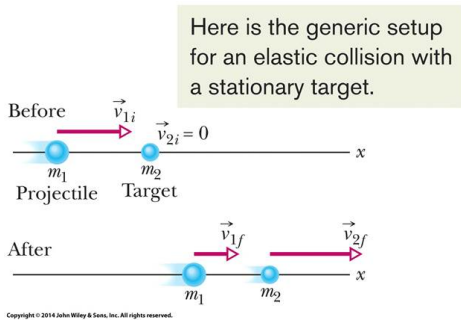 Here is the generic setup
for an elastic collision with
a stationary target.
Before
v⃗1i
v⃗2i = 0
x
m1
m2
Projectile
Target
After
v⃗1f
v⃗2f
x
m1
m2
Copyright © 2014 John Wiley & Sons, Inc. All rights reserved.